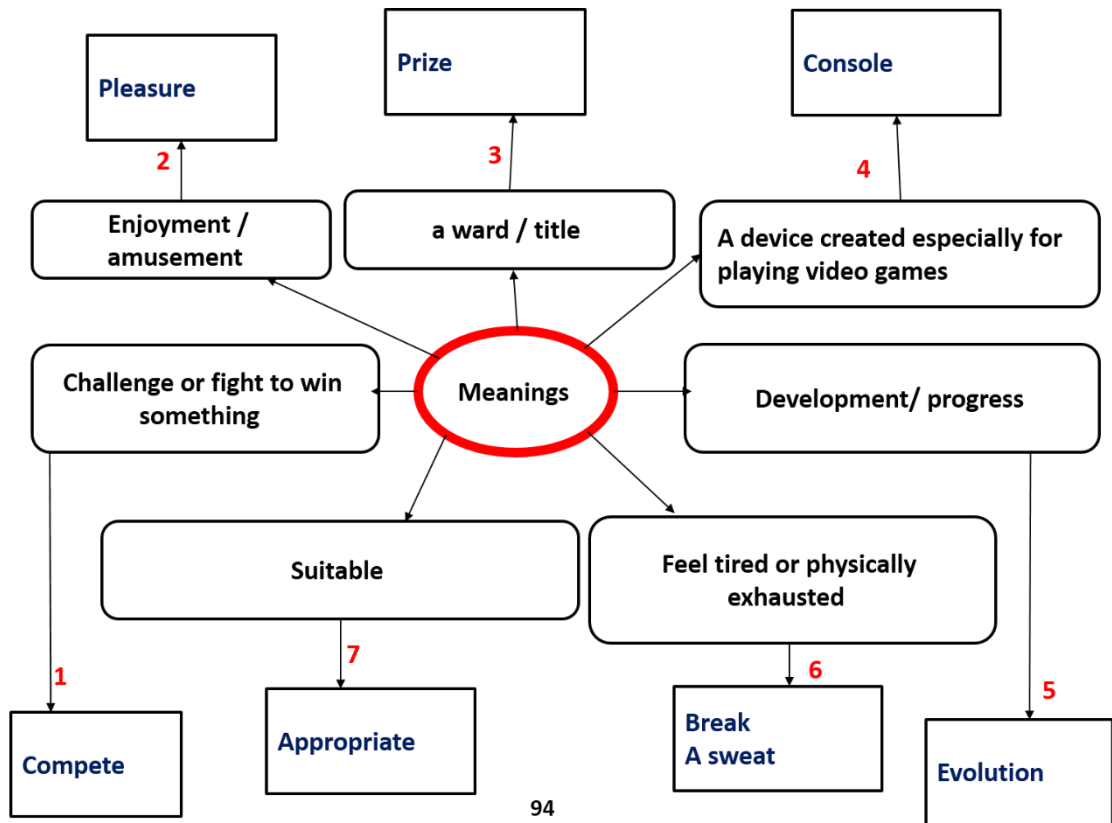 Pleasure
Prize
Console
2
3
4
Enjoyment /
amusement
a ward / title
A device created especially for
playing video games
Challenge or fight to win
something
Meanings
Development/ progress
Suitable
Feel tired or physically
exhausted
1
7
6
5
Compete
Appropriate
Break
A sweat
Evolution
94